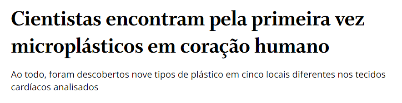 Cientistas encontram pela primeira vez
microplásticos em coração humano
Ao todo, foram descobertos nove tipos de plástico em cinco locais diferentes nos tecidos
cardíacos analisados